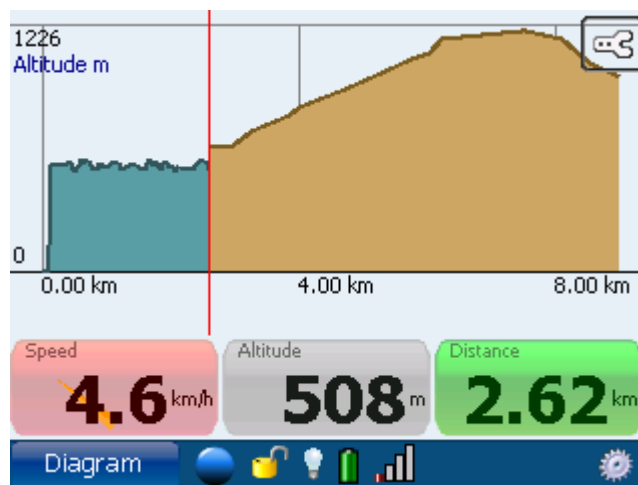 1226
Altitude m
0
0.00 km 4.00 km 8.00 km
Speed Altitude Distance
4.6 km/h 508 m 2.62 km
Diagram